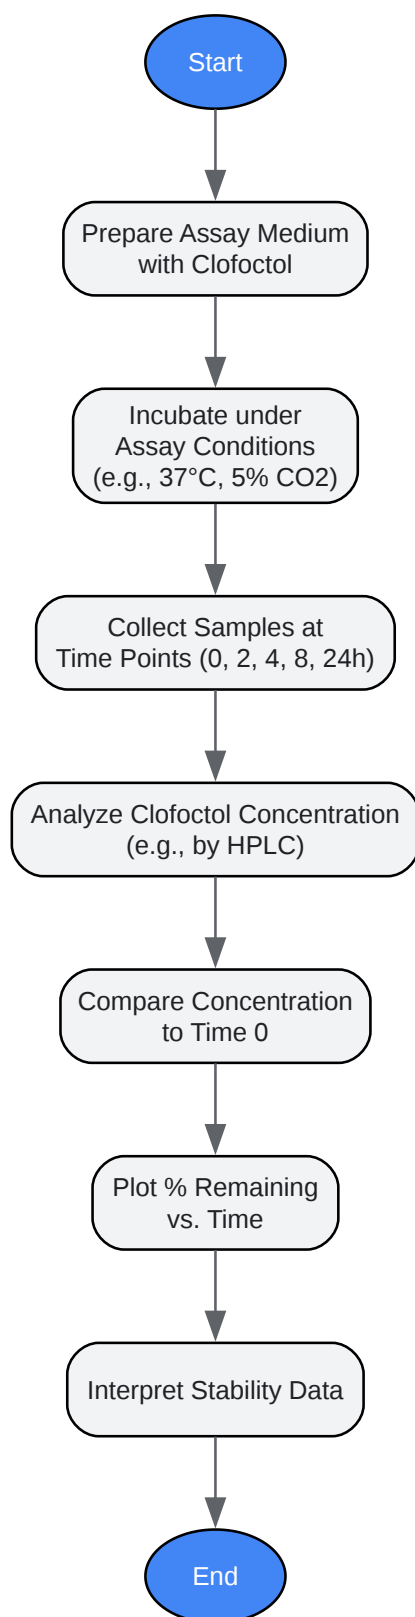 Start
Prepare Assay Medium
with Clofoctol
Incubate under
Assay Conditions
(e.g., 37°C, 5% CO2)
Collect Samples at
Time Points (0, 2, 4, 8, 24h)
Analyze Clofoctol Concentration
(e.g., by HPLC)
Compare Concentration
to Time 0
Plot % Remaining
vs. Time
Interpret Stability Data
End